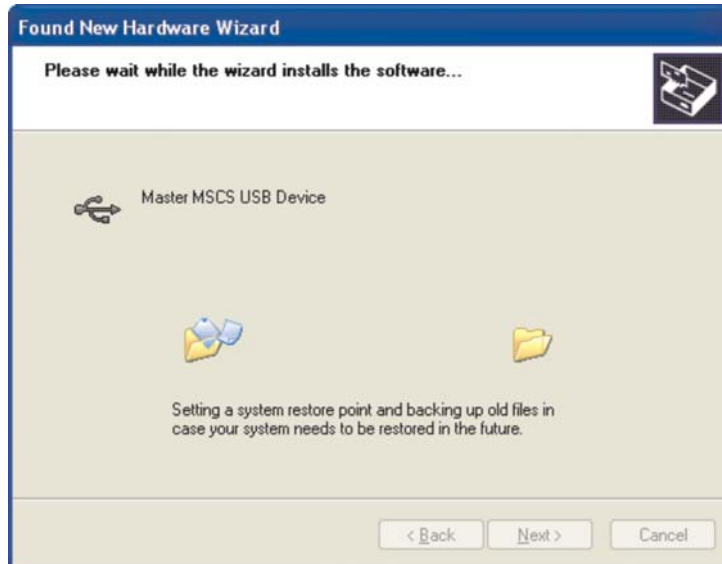 Found New Hardware Wizard
Please wait while the wizard installs the software...
Master MSCS USB Device
Setting a system restore point and backing up old files in
case your system needs to be restored in the future.
< Back Next > Cancel